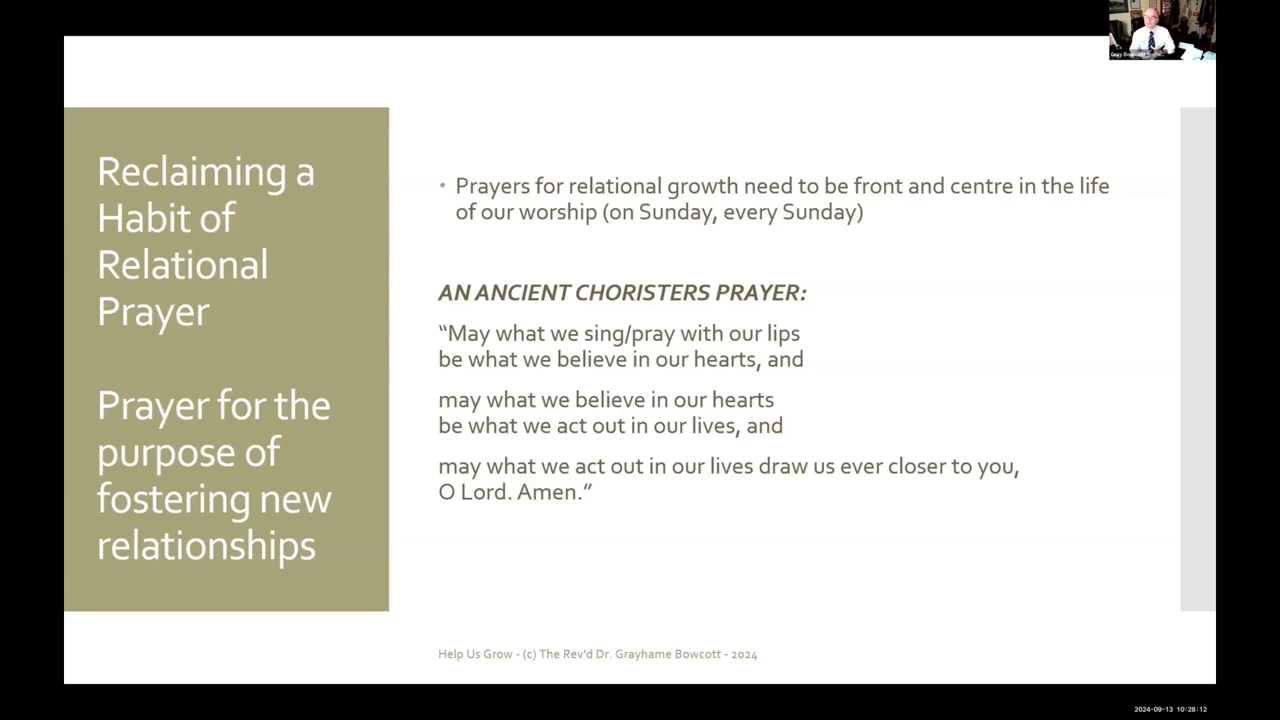 Gray Bowcott
Reclaiming a
Habit of
Relational
Prayer
Prayer for the
purpose of
fostering new
relationships
• Prayers for relational growth need to be front and centre in the life
of our worship (on Sunday, every Sunday)
AN ANCIENT CHORISTERS PRAYER:
“May what we sing/pray with our lips
be what we believe in our hearts, and
may what we believe in our hearts
be what we act out in our lives, and
may what we act out in our lives draw us ever closer to you,
O Lord. Amen.”
Help Us Grow - (c) The Rev'd Dr. Grayhame Bowcott - 2024
2024-09-13 10:28:12